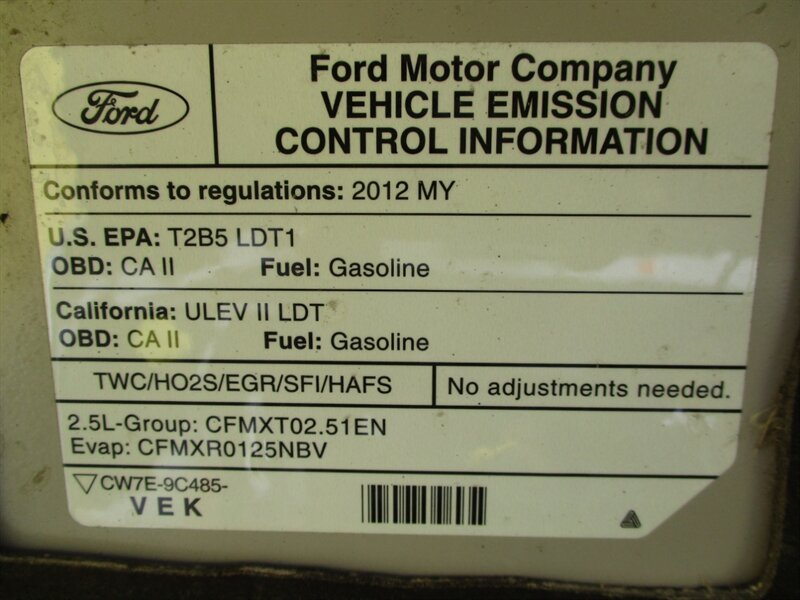 Ford
Ford Motor Company
VEHICLE EMISSION
CONTROL INFORMATION
Conforms to regulations: 2012 MY
U.S. EPA: T2B5 LDT1
OBD: CA II Fuel: Gasoline
California: ULEV II LDT
OBD: CA II Fuel: Gasoline
TWC/HO2S/EGR/SFI/HAFS
No adjustments needed.
2.5L-Group: CFMXT02.51EN
Evap: CFMXR0125NBV
CW7E-9C485-
VEK